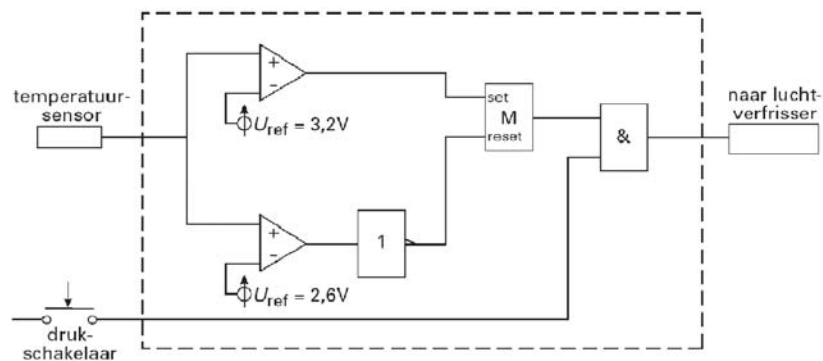 temperatuur-
sensor
+
−
U_ref = 3,2V
set
M
reset
&
naar lucht-
verfrisser
+
−
1
U_ref = 2,6V
druk-
schakelaar